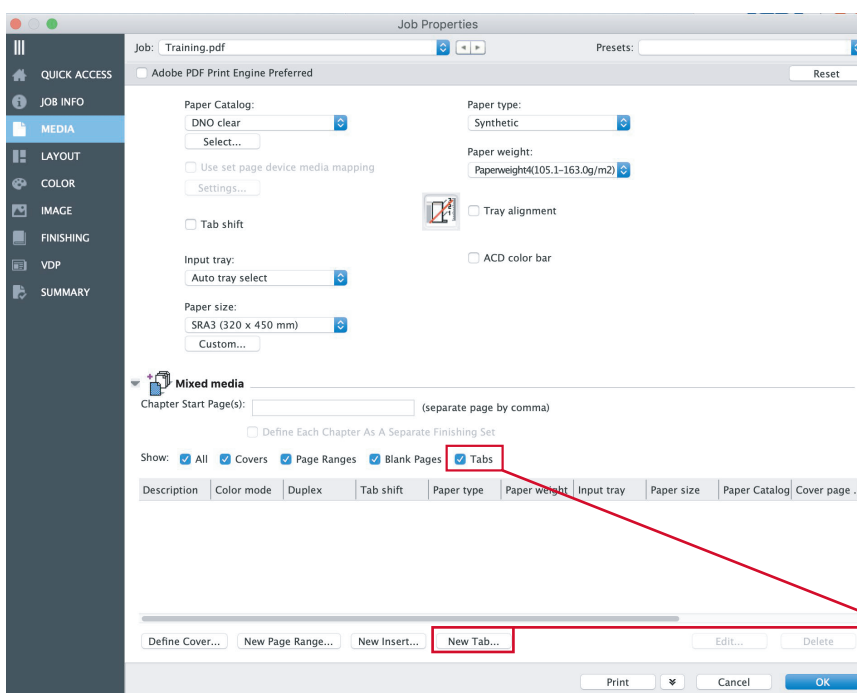 Job Properties
Job: Training.pdf Presets:
Adobe PDF Print Engine Preferred Reset
QUICK ACCESS
JOB INFO
MEDIA
LAYOUT
COLOR
IMAGE
FINISHING
VDP
SUMMARY
Paper Catalog:
DNO clear
Select...
Use set page device media mapping
Settings...
Tab shift
Input tray:
Auto tray select
Paper size:
SRA3 (320 x 450 mm)
Custom...
Paper type:
Synthetic
Paper weight:
Paperweight4(105.1-163.0g/m2)
Tray alignment
ACD color bar
Mixed media
Chapter Start Page(s): (separate page by comma)
Define Each Chapter As A Separate Finishing Set
Show: All Covers Page Ranges Blank Pages Tabs
Description Color mode Duplex Tab shift Paper type Paper weight Input tray Paper size Paper Catalog Cover page .
Define Cover... New Page Range... New Insert... New Tab... Edit... Delete
Print Cancel OK